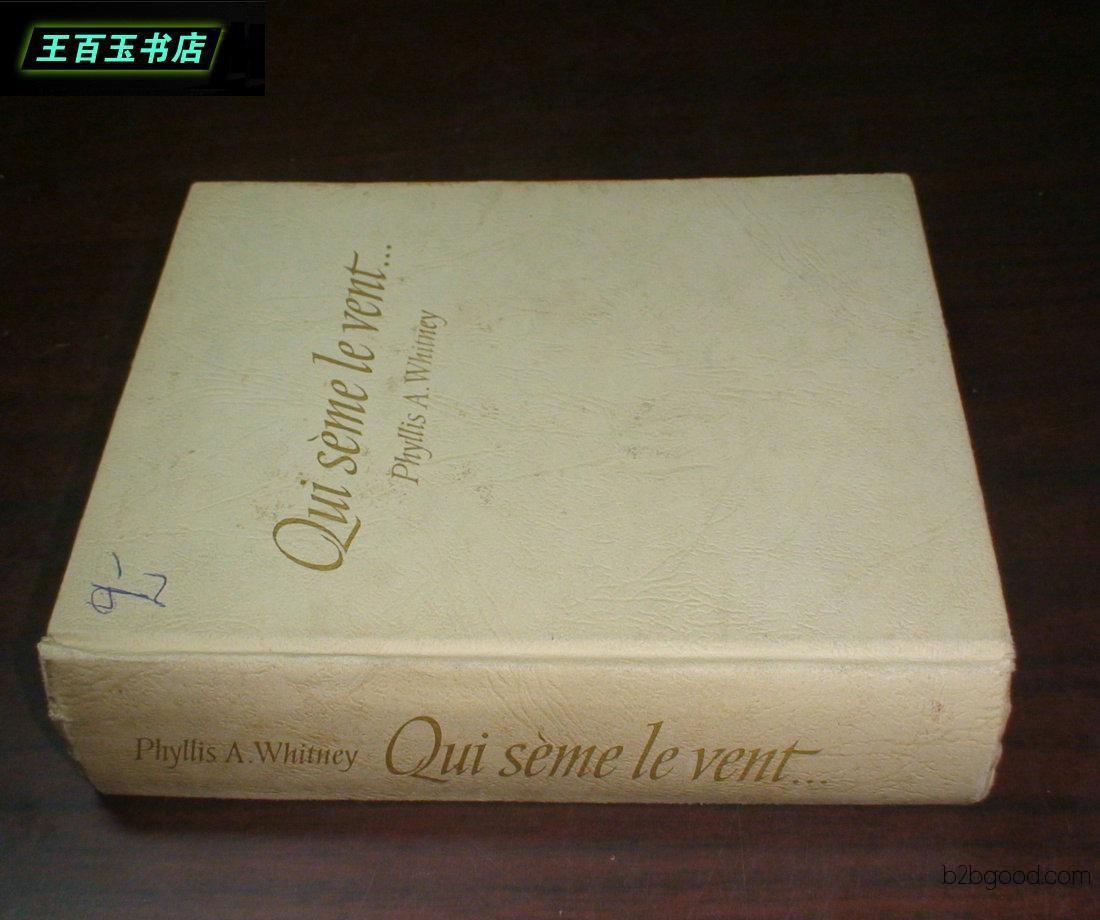 王百玉书店
Qui sème le vent...
Phyllis A. Whitney
Phyllis A. Whitney Qui sème le vent...
b2bgood.com